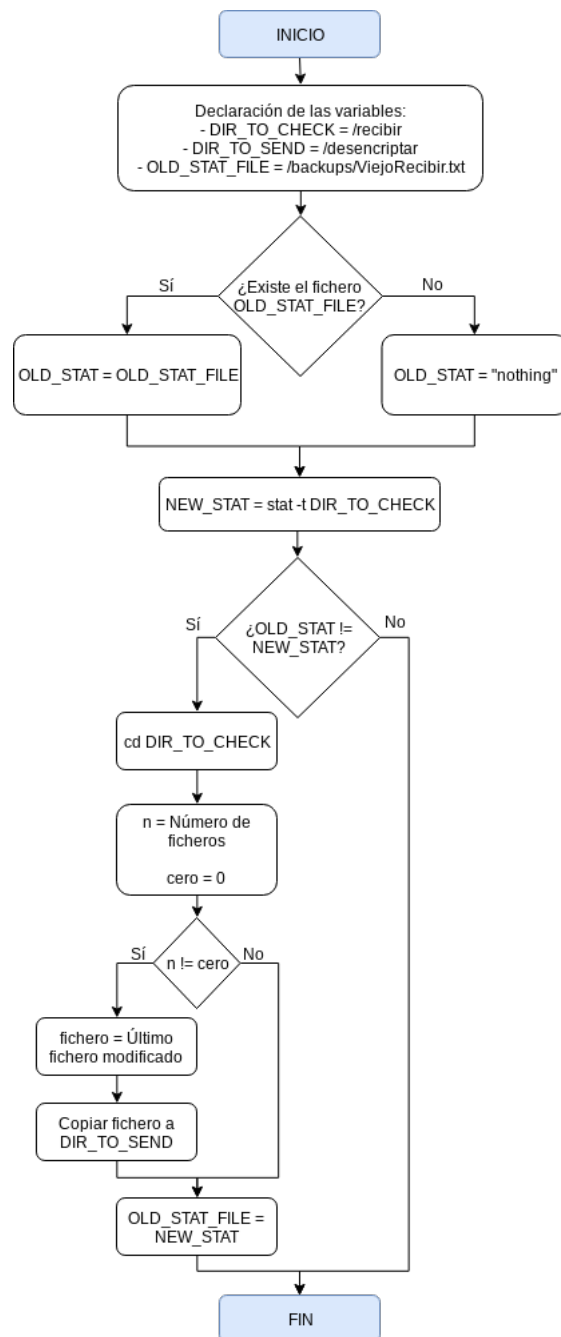 INICIO
Declaración de las variables:
- DIR_TO_CHECK = /recibir
- DIR_TO_SEND = /desencriptar
- OLD_STAT_FILE = /backups/ViejoRecibir.txt
¿Existe el fichero
OLD_STAT_FILE?
Sí
No
OLD_STAT = OLD_STAT_FILE
OLD_STAT = "nothing"
NEW_STAT = stat -t DIR_TO_CHECK
¿OLD_STAT !=
NEW_STAT?
Sí
No
cd DIR_TO_CHECK
n = Número de
ficheros
cero = 0
n != cero
Sí
No
fichero = Último
fichero modificado
Copiar fichero a
DIR_TO_SEND
OLD_STAT_FILE =
NEW_STAT
FIN